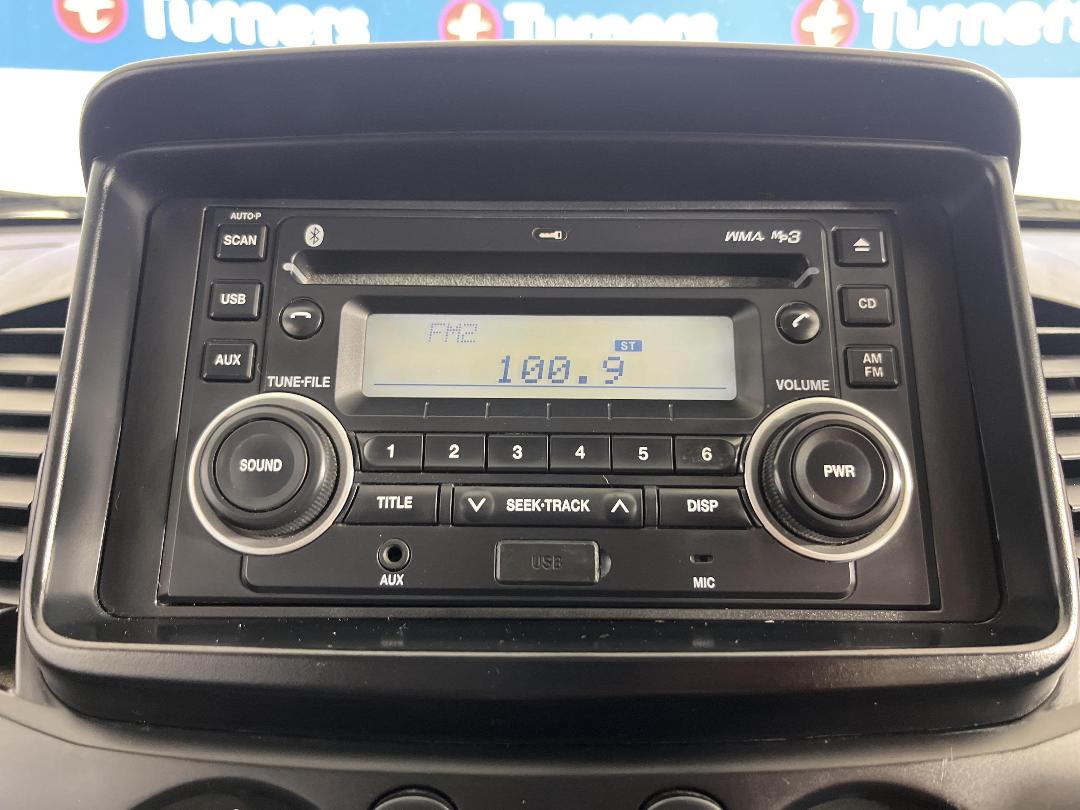 Turners Turners Turners
AUTO-P
SCAN
WMA MP3
USB
CD
AUX
FM2
ST
100.9
AM
FM
TUNE•FILE
VOLUME
SOUND
1 2 3 4 5 6
PWR
TITLE
SEEK•TRACK
DISP
AUX
USB
MIC